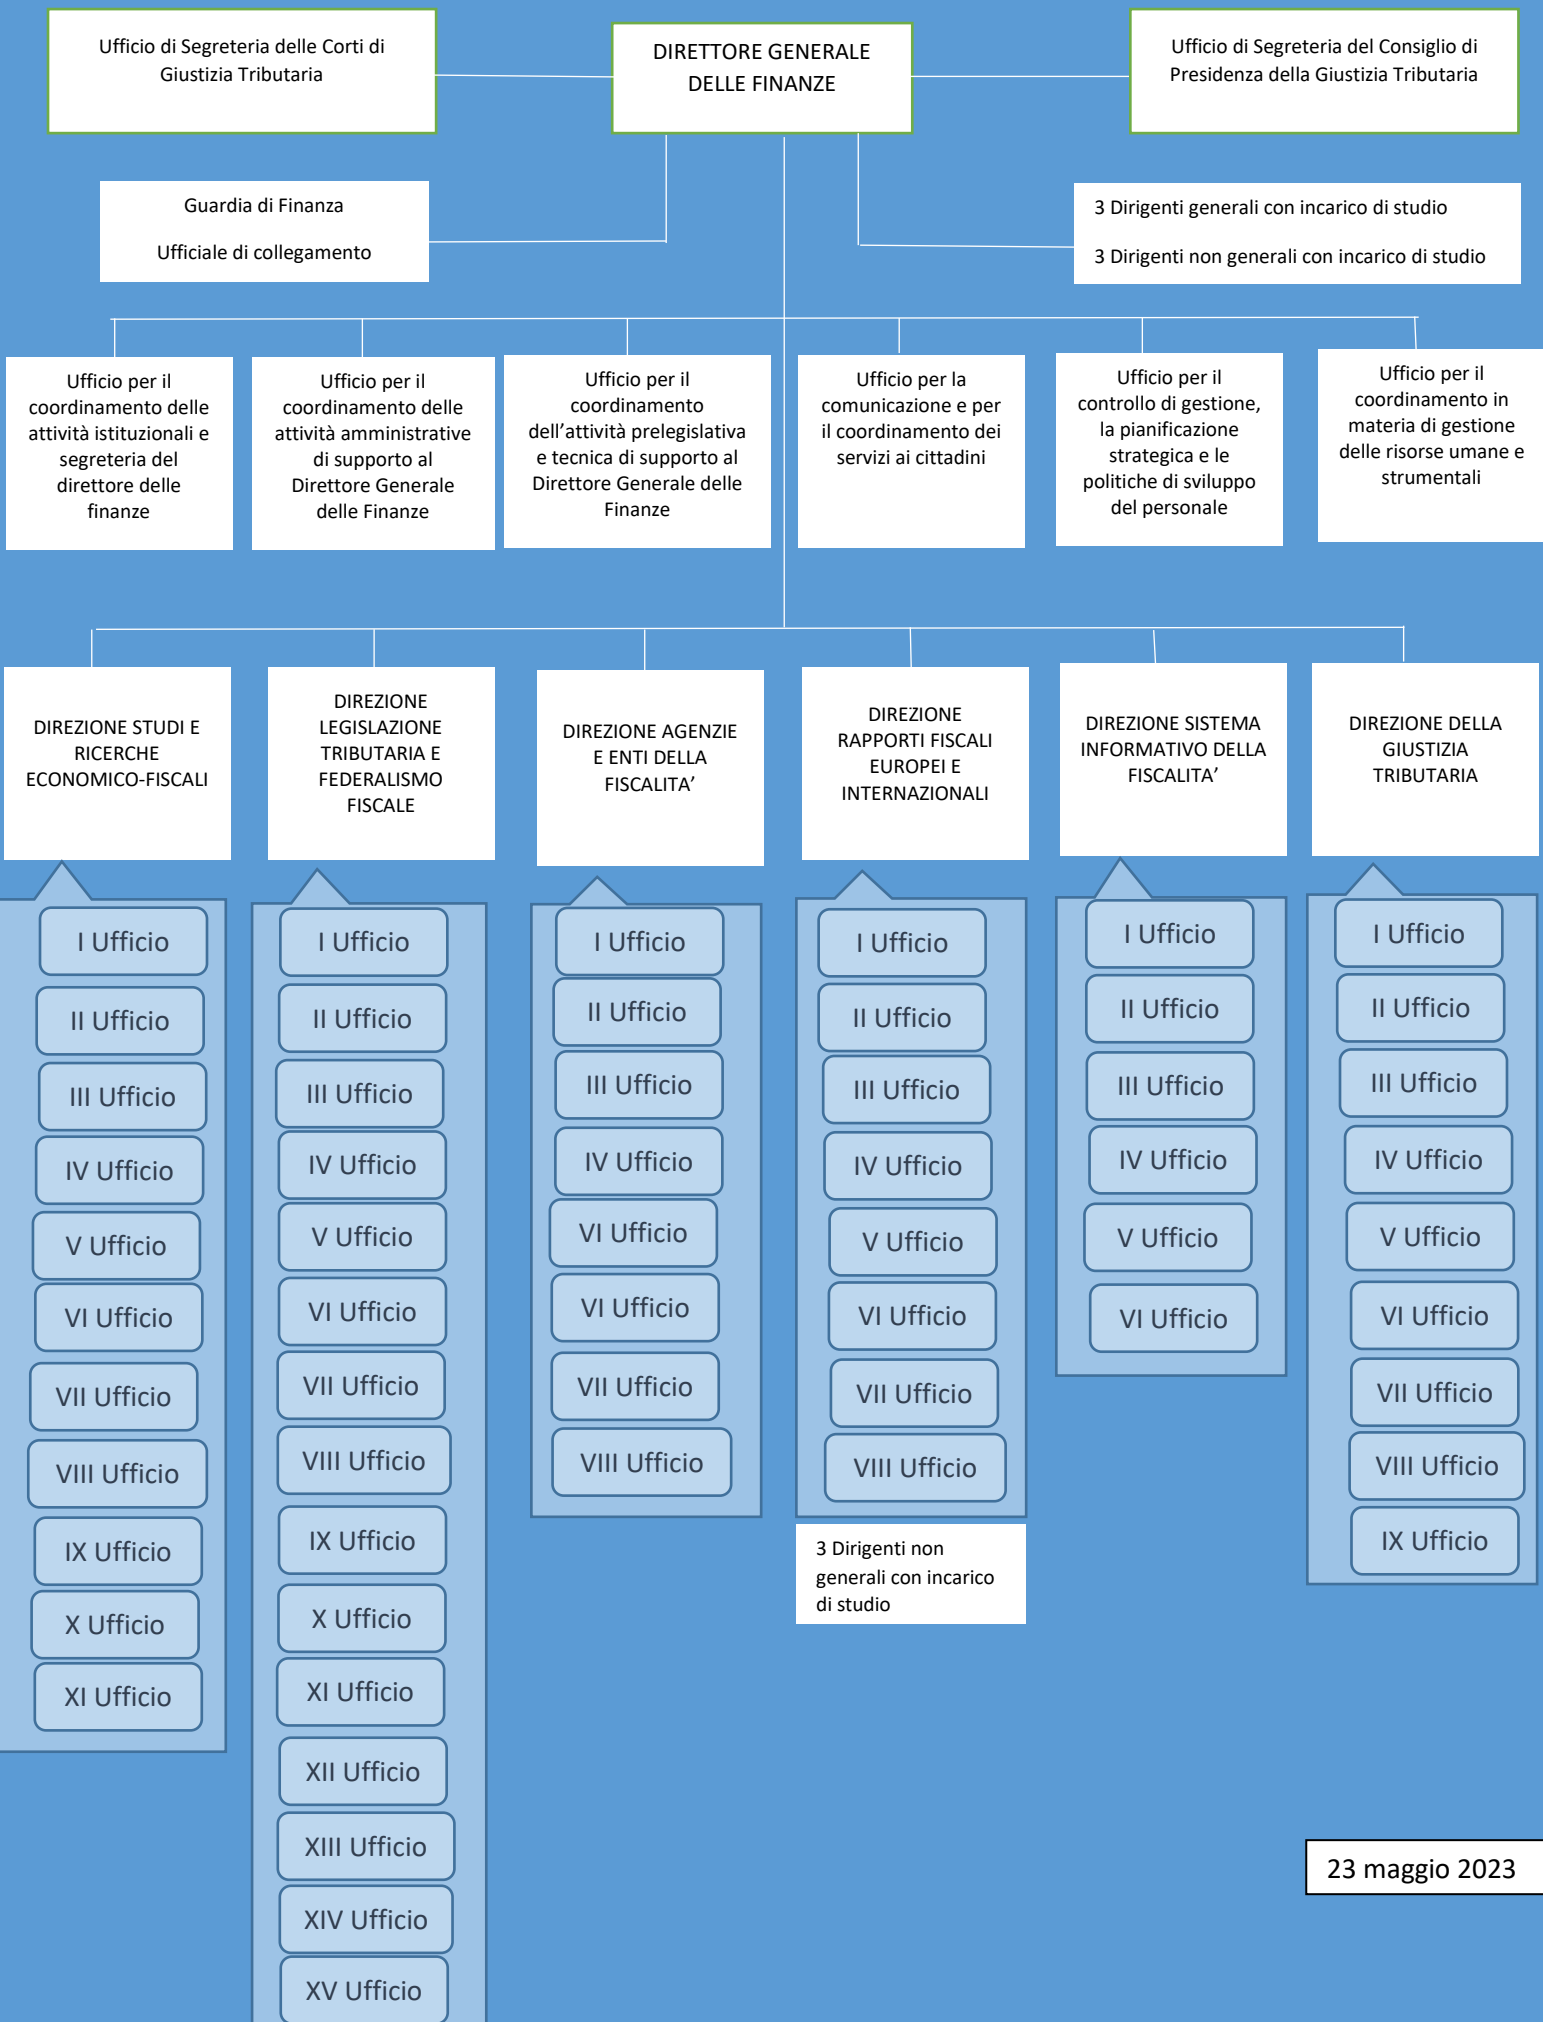 Ufficio di Segreteria delle Corti di
Giustizia Tributaria
DIRETTORE GENERALE
DELLE FINANZE
Ufficio di Segreteria del Consiglio di
Presidenza della Giustizia Tributaria
Guardia di Finanza
Ufficiale di collegamento
3 Dirigenti generali con incarico di studio
3 Dirigenti non generali con incarico di studio
Ufficio per il
coordinamento delle
attività istituzionali e
segreteria del
direttore delle
finanze
Ufficio per il
coordinamento delle
attività amministrative
di supporto al
Direttore Generale
delle Finanze
Ufficio per il
coordinamento
dell’attività prelegislativa
e tecnica di supporto al
Direttore Generale delle
Finanze
Ufficio per la
comunicazione e per
il coordinamento dei
servizi ai cittadini
Ufficio per il
controllo di gestione,
la pianificazione
strategica e le
politiche di sviluppo
del personale
Ufficio per il
coordinamento in
materia di gestione
delle risorse umane e
strumentali
DIREZIONE STUDI E
RICERCHE
ECONOMICO-FISCALI
DIREZIONE
LEGISLAZIONE
TRIBUTARIA E
FEDERALISMO
FISCALE
DIREZIONE AGENZIE
E ENTI DELLA
FISCALITA’
DIREZIONE
RAPPORTI FISCALI
EUROPEI E
INTERNAZIONALI
DIREZIONE SISTEMA
INFORMATIVO DELLA
FISCALITA’
DIREZIONE DELLA
GIUSTIZIA
TRIBUTARIA
I Ufficio
II Ufficio
III Ufficio
IV Ufficio
V Ufficio
VI Ufficio
VII Ufficio
VIII Ufficio
IX Ufficio
X Ufficio
XI Ufficio
I Ufficio
II Ufficio
III Ufficio
IV Ufficio
V Ufficio
VI Ufficio
VII Ufficio
VIII Ufficio
IX Ufficio
X Ufficio
XI Ufficio
XII Ufficio
XIII Ufficio
XIV Ufficio
XV Ufficio
I Ufficio
II Ufficio
III Ufficio
IV Ufficio
VI Ufficio
VI Ufficio
VII Ufficio
VIII Ufficio
I Ufficio
II Ufficio
III Ufficio
IV Ufficio
V Ufficio
VI Ufficio
VII Ufficio
VIII Ufficio
3 Dirigenti non
generali con incarico
di studio
I Ufficio
II Ufficio
III Ufficio
IV Ufficio
V Ufficio
VI Ufficio
I Ufficio
II Ufficio
III Ufficio
IV Ufficio
V Ufficio
VI Ufficio
VII Ufficio
VIII Ufficio
IX Ufficio
23 maggio 2023